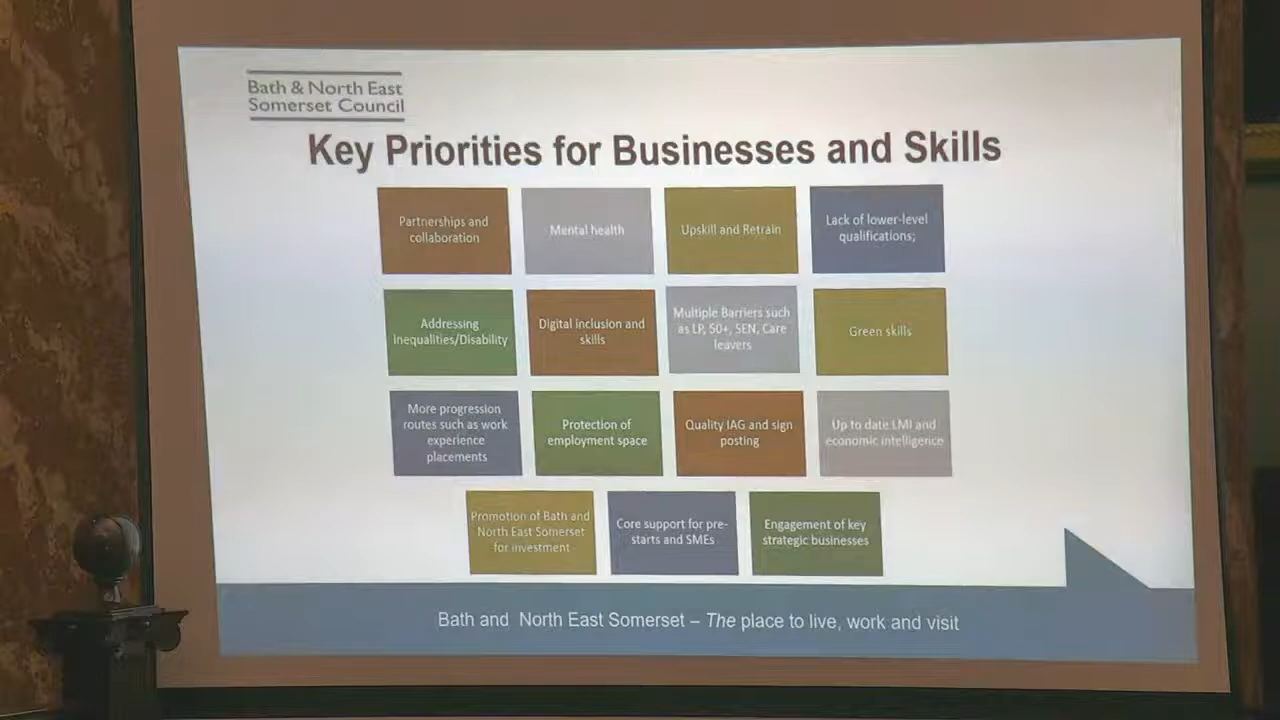 Bath & North East
Somerset Council
Key Priorities for Businesses and Skills
Partnerships and
collaboration
Mental health
Upskill and Retrain
Lack of lower-level
qualifications;
Addressing
Inequalities/Disability
Digital inclusion and
skills
Multiple Barriers such
as LP, 50+, SEN, Care
leavers
Green skills
More progression
routes such as work
experience
placements
Protection of
employment space
Quality IAG and sign
posting
Up to date LMI and
economic intelligence
Promotion of Bath and
North East Somerset
for investment
Core support for pre-
starts and SMEs
Engagement of key
strategic businesses
Bath and North East Somerset – The place to live, work and visit